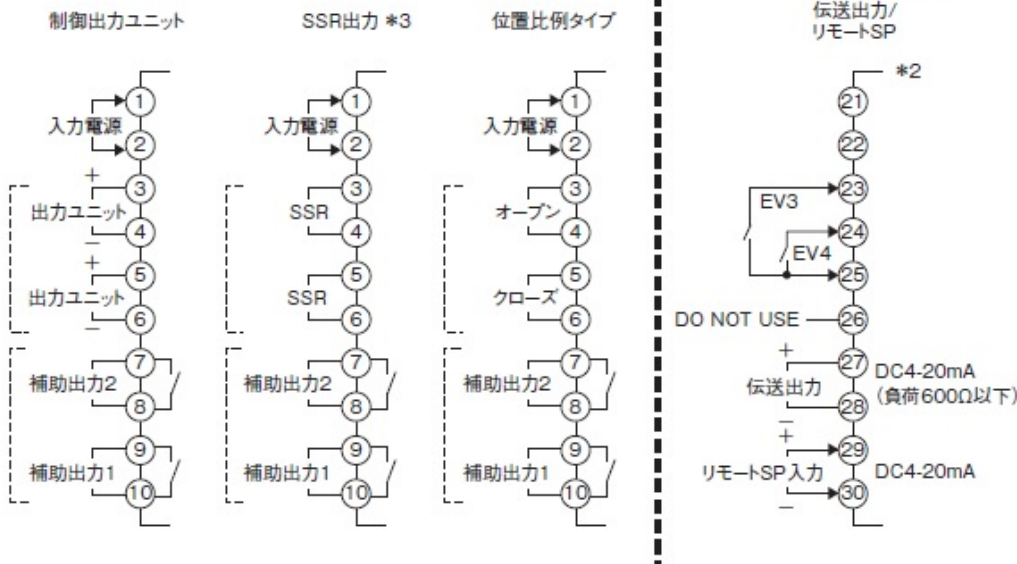 制御出力ユニット
入力電源
+
出力ユニット
−
+
出力ユニット
−
補助出力2
補助出力1
1
2
3
4
5
6
7
8
9
10
SSR出力 *3
入力電源
SSR
SSR
補助出力2
補助出力1
1
2
3
4
5
6
7
8
9
10
位置比例タイプ
入力電源
オープン
クローズ
補助出力2
補助出力1
1
2
3
4
5
6
7
8
9
10
伝送出力/
リモートSP
*2
21
22
23
EV3
24
EV4
25
DO NOT USE
26
+
27
DC4-20mA
伝送出力
(負荷600Ω以下)
28
−
+
29
リモートSP入力
DC4-20mA
30
−